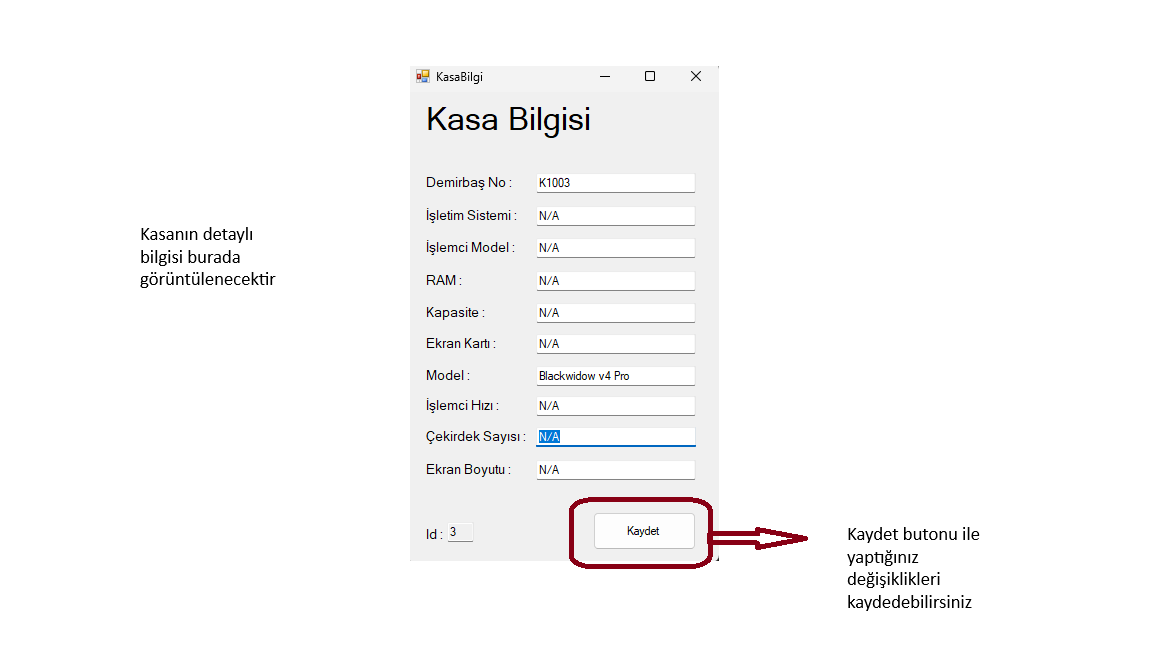 KasaBilgi
Kasa Bilgisi
Demirbaş No : K1003
İşletim Sistemi : N/A
İşlemci Model : N/A
RAM : N/A
Kapasite : N/A
Ekran Kartı : N/A
Model : Blackwidow v4 Pro
İşlemci Hızı : N/A
Çekirdek Sayısı : N/A
Ekran Boyutu : N/A
Id : 3
Kaydet
Kasanın detaylı
bilgisi burada
görüntülenecektir
Kaydet butonu ile
yaptığınız
değişiklikleri
kaydedebilirsiniz